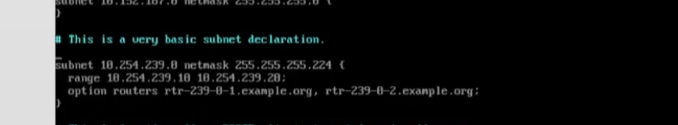 subnet 10.152.187.0 netmask 255.255.255.0 {
}
# This is a very basic subnet declaration.
subnet 10.254.239.0 netmask 255.255.255.224 {
range 10.254.239.10 10.254.239.20;
option routers rtr-239-0-1.example.org, rtr-239-0-2.example.org;
}